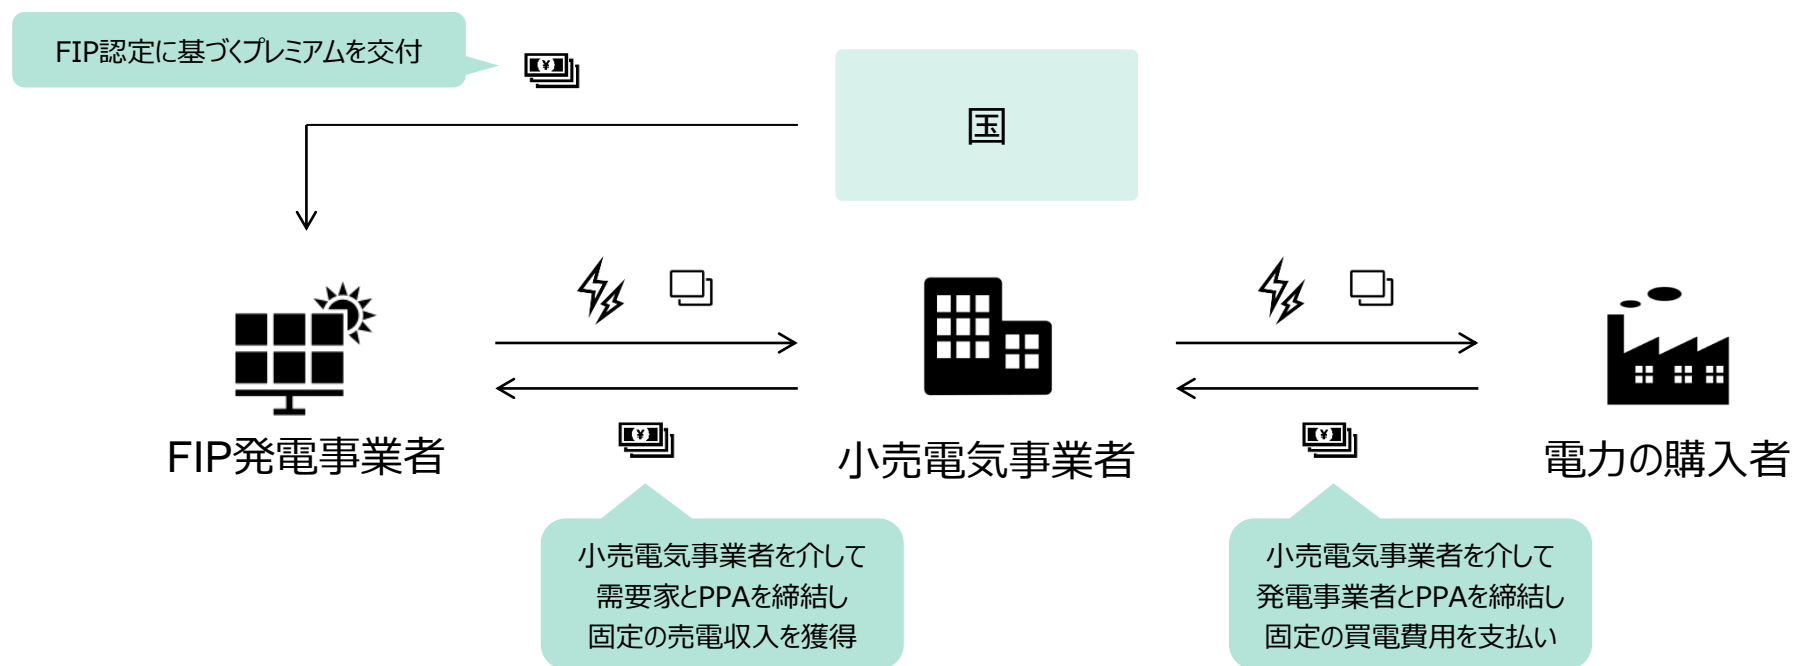 FIP認定に基づくプレミアムを交付
国
FIP発電事業者
小売電気事業者
電力の購入者
小売電気事業者を介して
需要家とPPAを締結し
固定の売電収入を獲得
小売電気事業者を介して
発電事業者とPPAを締結し
固定の買電費用を支払い